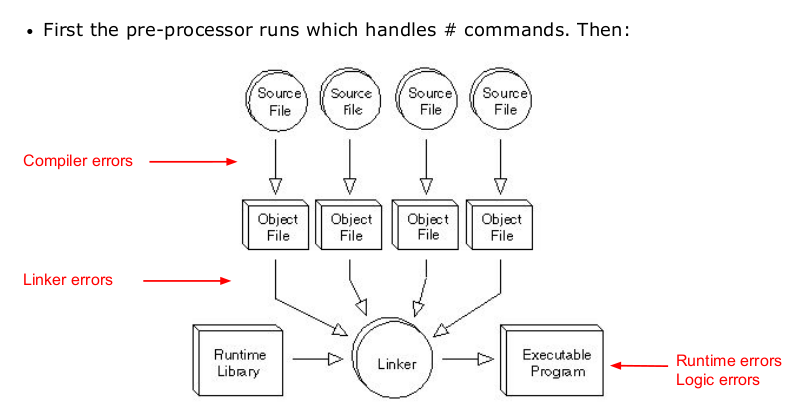 • First the pre-processor runs which handles # commands. Then:
Source File
Source File
Source File
Source File
Compiler errors
Object File
Object File
Object File
Object File
Linker errors
Runtime Library
Linker
Executable Program
Runtime errors
Logic errors